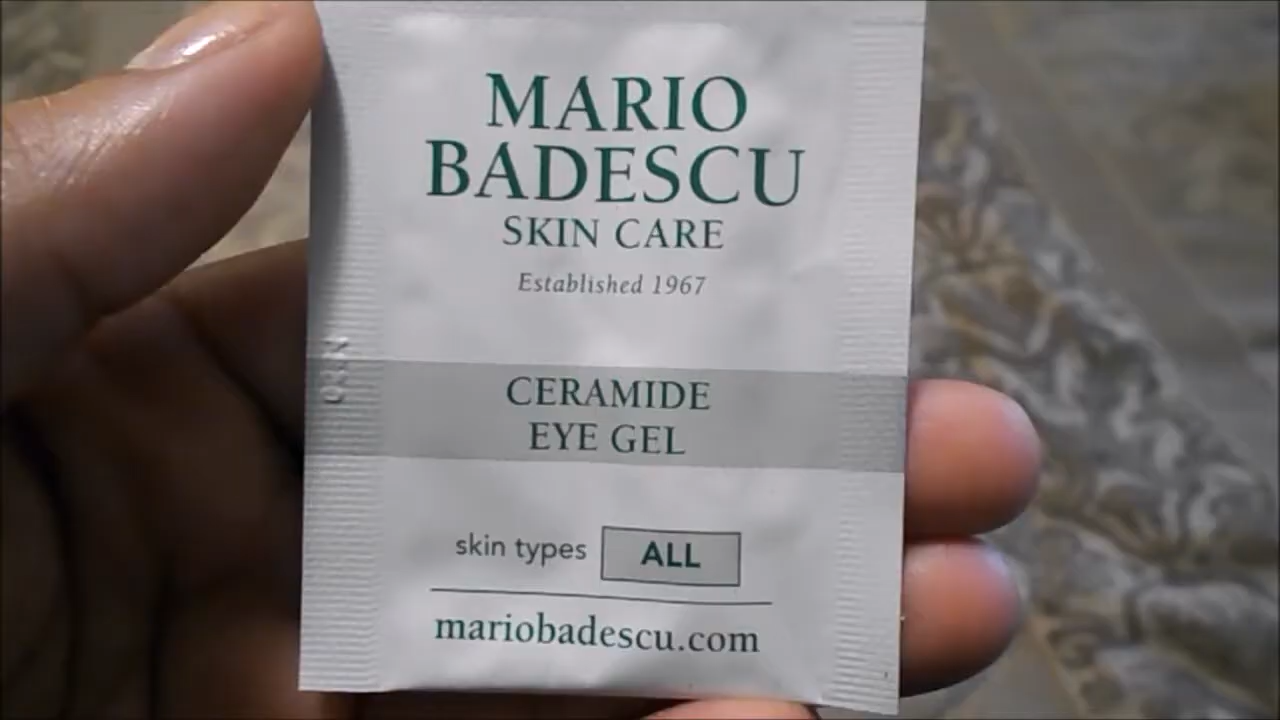 MARIO
BADESCU
SKIN CARE
Established 1967
CERAMIDE
EYE GEL
skin types ALL
mariobadescu.com